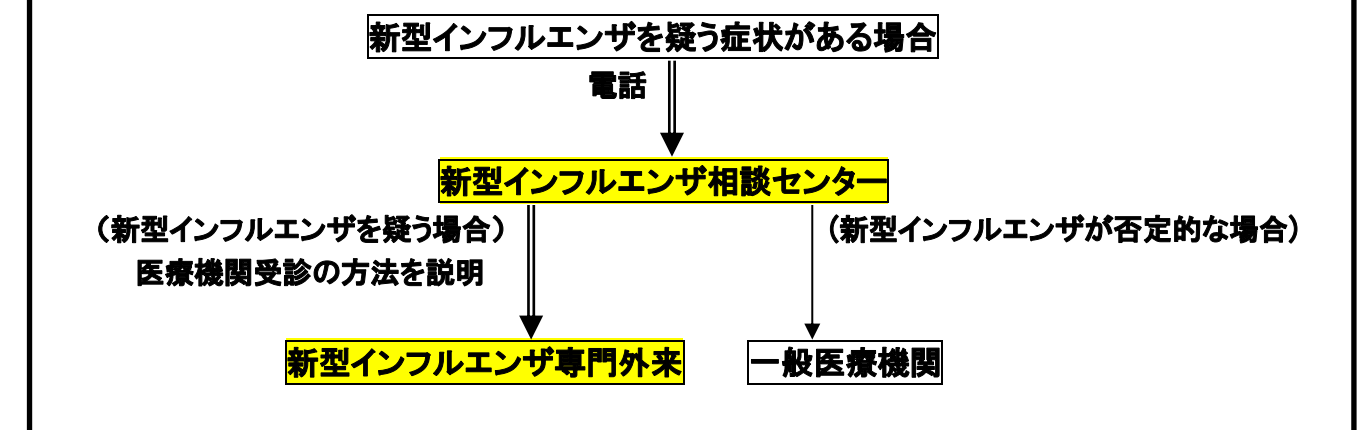 新型インフルエンザを疑う症状がある場合
電話
新型インフルエンザ相談センター
（新型インフルエンザを疑う場合）
医療機関受診の方法を説明
（新型インフルエンザが否定的な場合）
新型インフルエンザ専門外来
一般医療機関